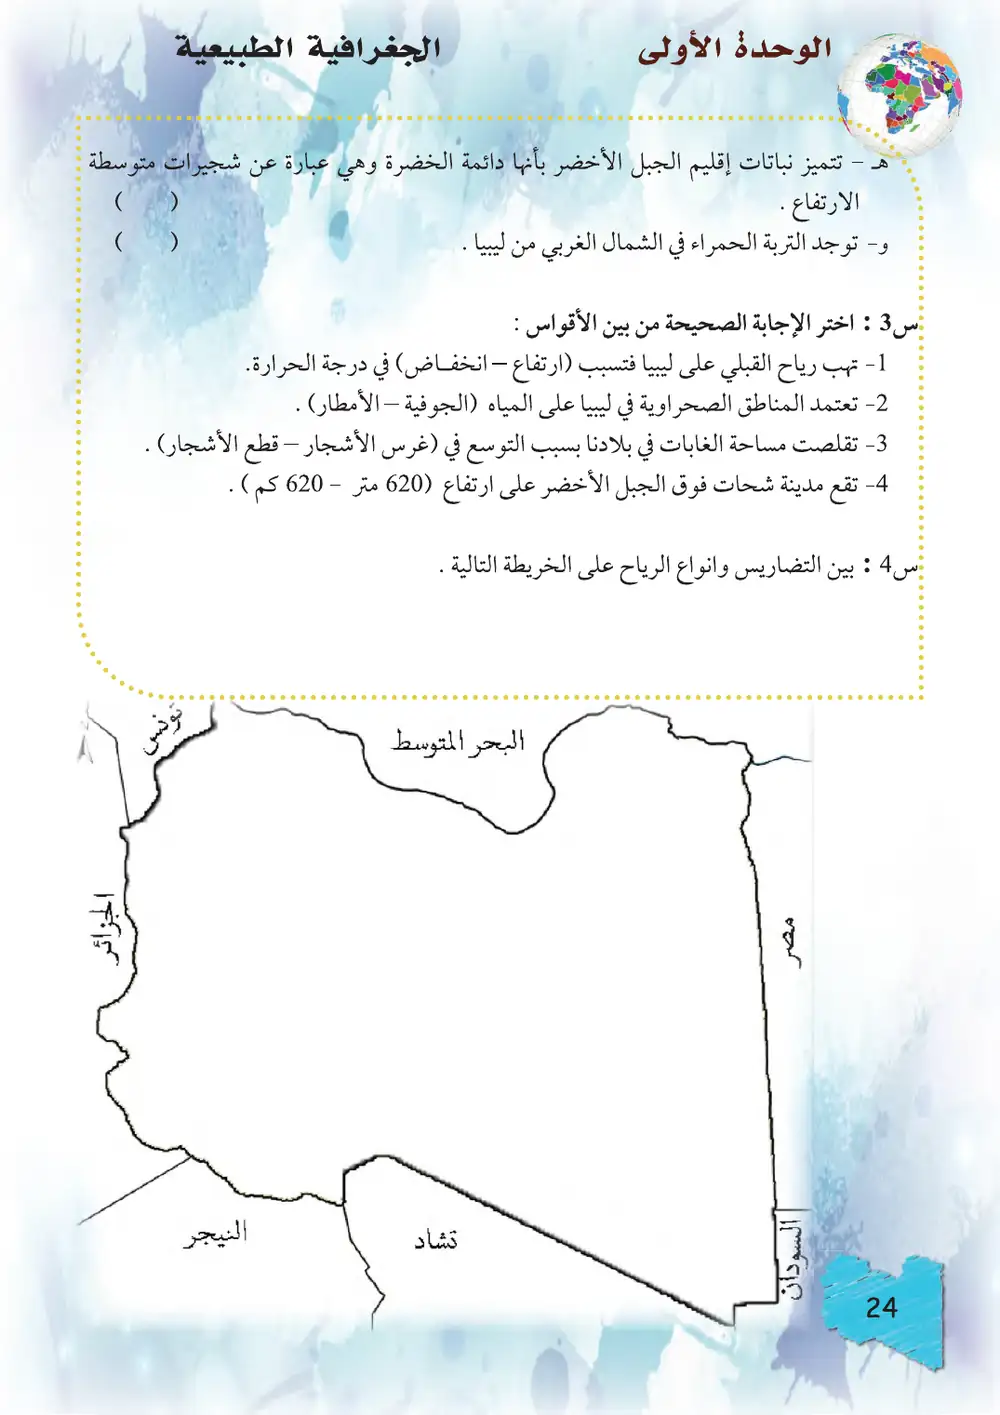 الوحدة الأولى
الجغرافية الطبيعية
هـ - تتميز نباتات إقليم الجبل الأخضر بأنها دائمة الخضرة وهي عبارة عن شجيرات متوسطة
الارتفاع . ( )
و- توجد التربة الحمراء في الشمال الغربي من ليبيا . ( )
س3 : اختر الإجابة الصحيحة من بين الأقواس :
1- تهب رياح القبلي على ليبيا فتسبب (ارتفاع – انخفـاض) في درجة الحرارة.
2- تعتمد المناطق الصحراوية في ليبيا على المياه (الجوفية – الأمطار) .
3- تقلصت مساحة الغابات في بلادنا بسبب التوسع في (غرس الأشجار – قطع الأشجار) .
4- تقع مدينة شحات فوق الجبل الأخضر على ارتفاع (620 متر - 620 كم ) .
س4 : بين التضاريس وانواع الرياح على الخريطة التالية .
تونس
البحر المتوسط
الجزائر
مصر
النيجر
تشاد
السودان
24